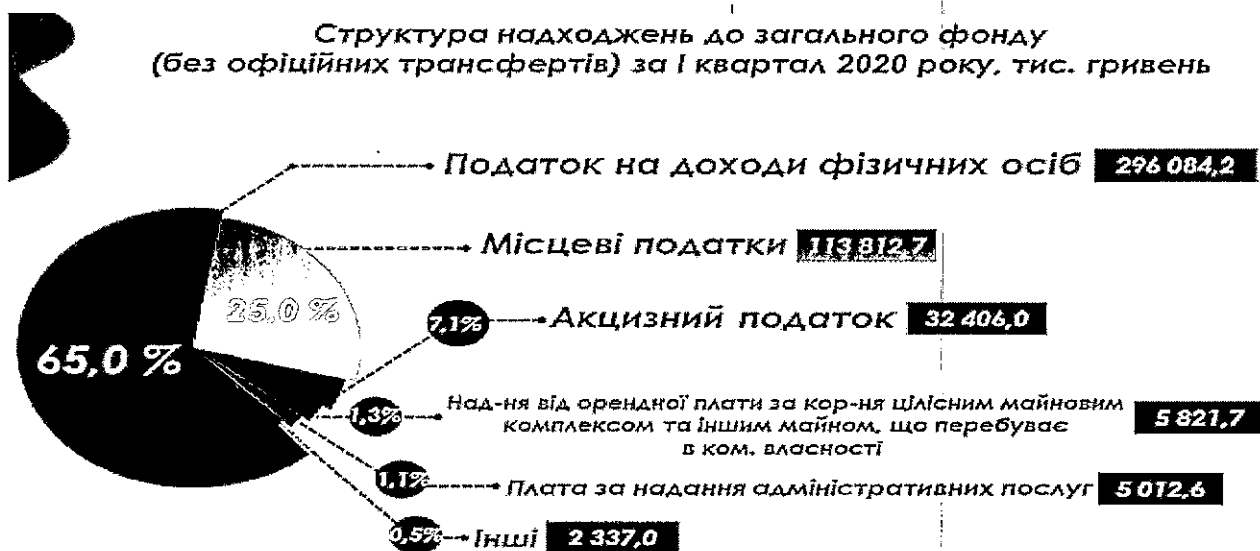 Структура надходжень до загального фонду
(без офіційних трансфертів) за І квартал 2020 року, тис. гривень
Податок на доходи фізичних осіб 296 084,2
Місцеві податки 113 812,7
25,0 %
7,1% Акцизний податок 32 406,0
65,0 %
1,3% Над-ня від орендної плати за кор-ня цілісним майновим
комплексом та іншим майном, що перебуває
в ком. власності
5 821,7
1,1% Плата за надання адміністративних послуг 5 012,6
0,5% Інші 2 337,0